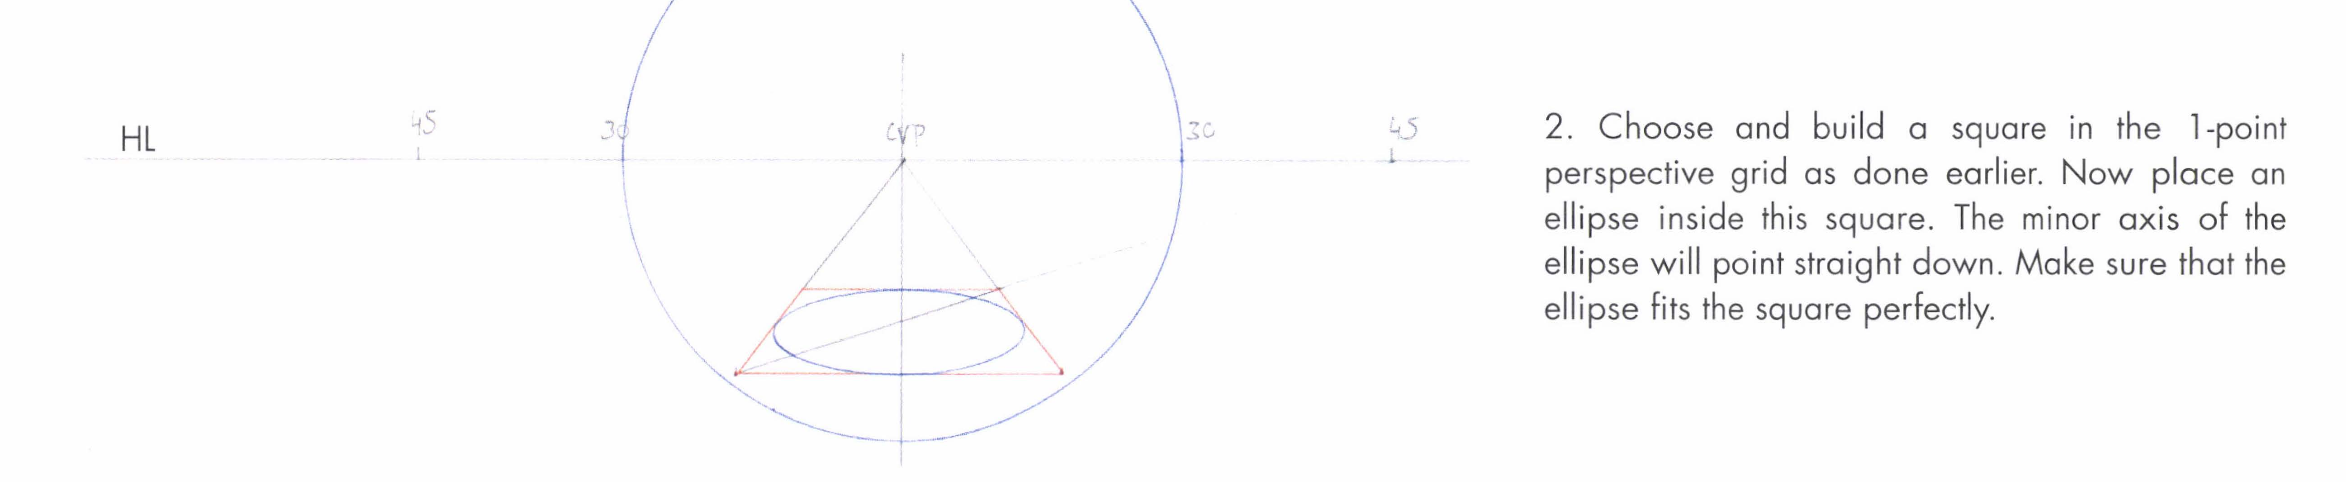 45
30
CVP
30
45
HL
2. Choose and build a square in the 1-point
perspective grid as done earlier. Now place an
ellipse inside this square. The minor axis of the
ellipse will point straight down. Make sure that the
ellipse fits the square perfectly.